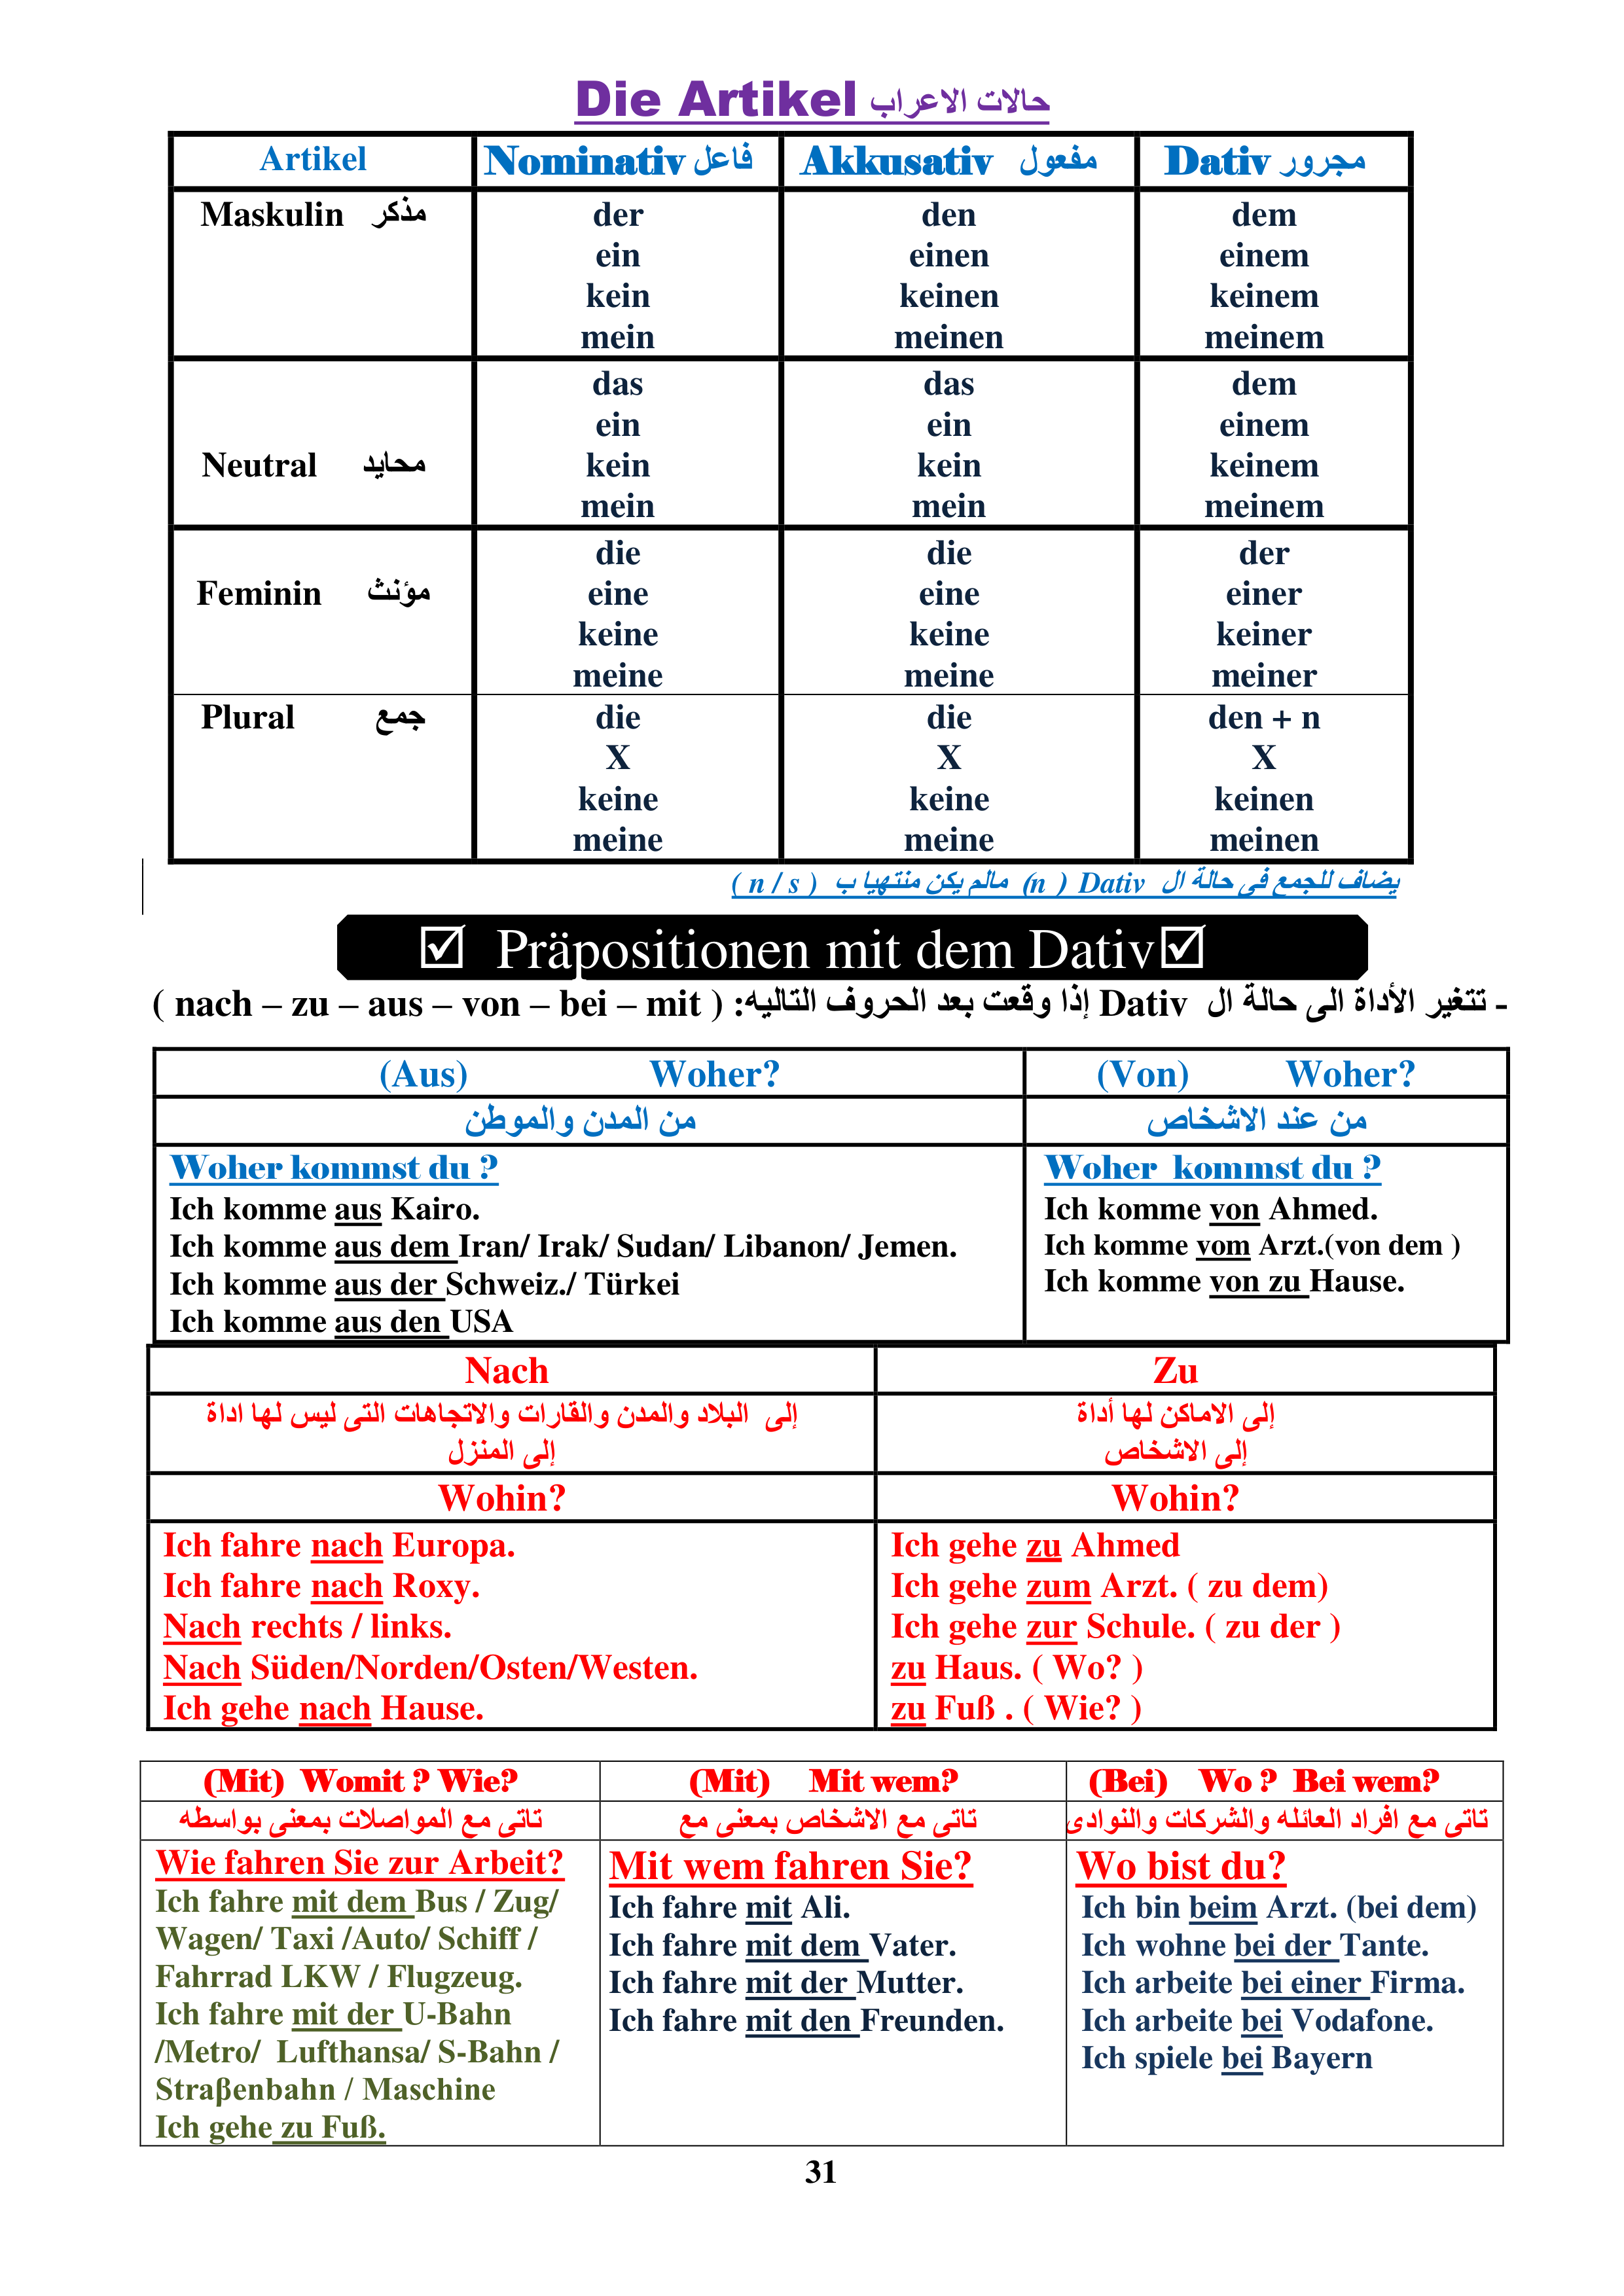 Die Artikel حالات الاعراب
Artikel Nominativ فاعل Akkusativ مفعول Dativ مجرور
Maskulin مذكر der den dem
ein einen einem
kein keinen keinem
mein meinen meinem
das das dem
ein ein einem
Neutral محايد kein kein keinem
mein mein meinem
die die der
Feminin مؤنث eine eine einer
keine keine keiner
meine meine meiner
Plural جمع die die den + n
X X X
keine keine keinen
meine meine meinen
يضاف للجمع فى حالة ال Dativ ( n) مالم يكن منتهيا ب ( n / s )
☑ Präpositionen mit dem Dativ☑
- تتغير الأداة الى حالة ال Dativ إذا وقعت بعد الحروف التاليه: ( nach – zu – aus – von – bei – mit )
(Aus) Woher? (Von) Woher?
من المدن والموطن من عند الاشخاص
Woher kommst du ? Woher kommst du ?
Ich komme aus Kairo. Ich komme von Ahmed.
Ich komme aus dem Iran/ Irak/ Sudan/ Libanon/ Jemen. Ich komme vom Arzt.(von dem )
Ich komme aus der Schweiz./ Türkei Ich komme von zu Hause.
Ich komme aus den USA
Nach Zu
إلى البلاد والمدن والقارات والاتجاهات التى ليس لها اداة إلى الاماكن لها أداة
إلى المنزل إلى الاشخاص
Wohin? Wohin?
Ich fahre nach Europa. Ich gehe zu Ahmed
Ich fahre nach Roxy. Ich gehe zum Arzt. ( zu dem)
Nach rechts / links. Ich gehe zur Schule. ( zu der )
Nach Süden/Norden/Osten/Westen. zu Haus. ( Wo? )
Ich gehe nach Hause. zu Fuß . ( Wie? )
(Mit) Womit ? Wie? (Mit) Mit wem? (Bei) Wo ? Bei wem?
تاتى مع المواصلات بمعنى بواسطه تاتى مع الاشخاص بمعنى مع تاتى مع افراد العائله والشركات والنوادى
Wie fahren Sie zur Arbeit? Mit wem fahren Sie? Wo bist du?
Ich fahre mit dem Bus / Zug/ Ich fahre mit Ali. Ich bin beim Arzt. (bei dem)
Wagen/ Taxi /Auto/ Schiff / Ich fahre mit dem Vater. Ich wohne bei der Tante.
Fahrrad LKW / Flugzeug. Ich fahre mit der Mutter. Ich arbeite bei einer Firma.
Ich fahre mit der U-Bahn Ich fahre mit den Freunden. Ich arbeite bei Vodafone.
/Metro/ Lufthansa/ S-Bahn / Ich spiele bei Bayern
Straβenbahn / Maschine
Ich gehe zu Fuß.
31